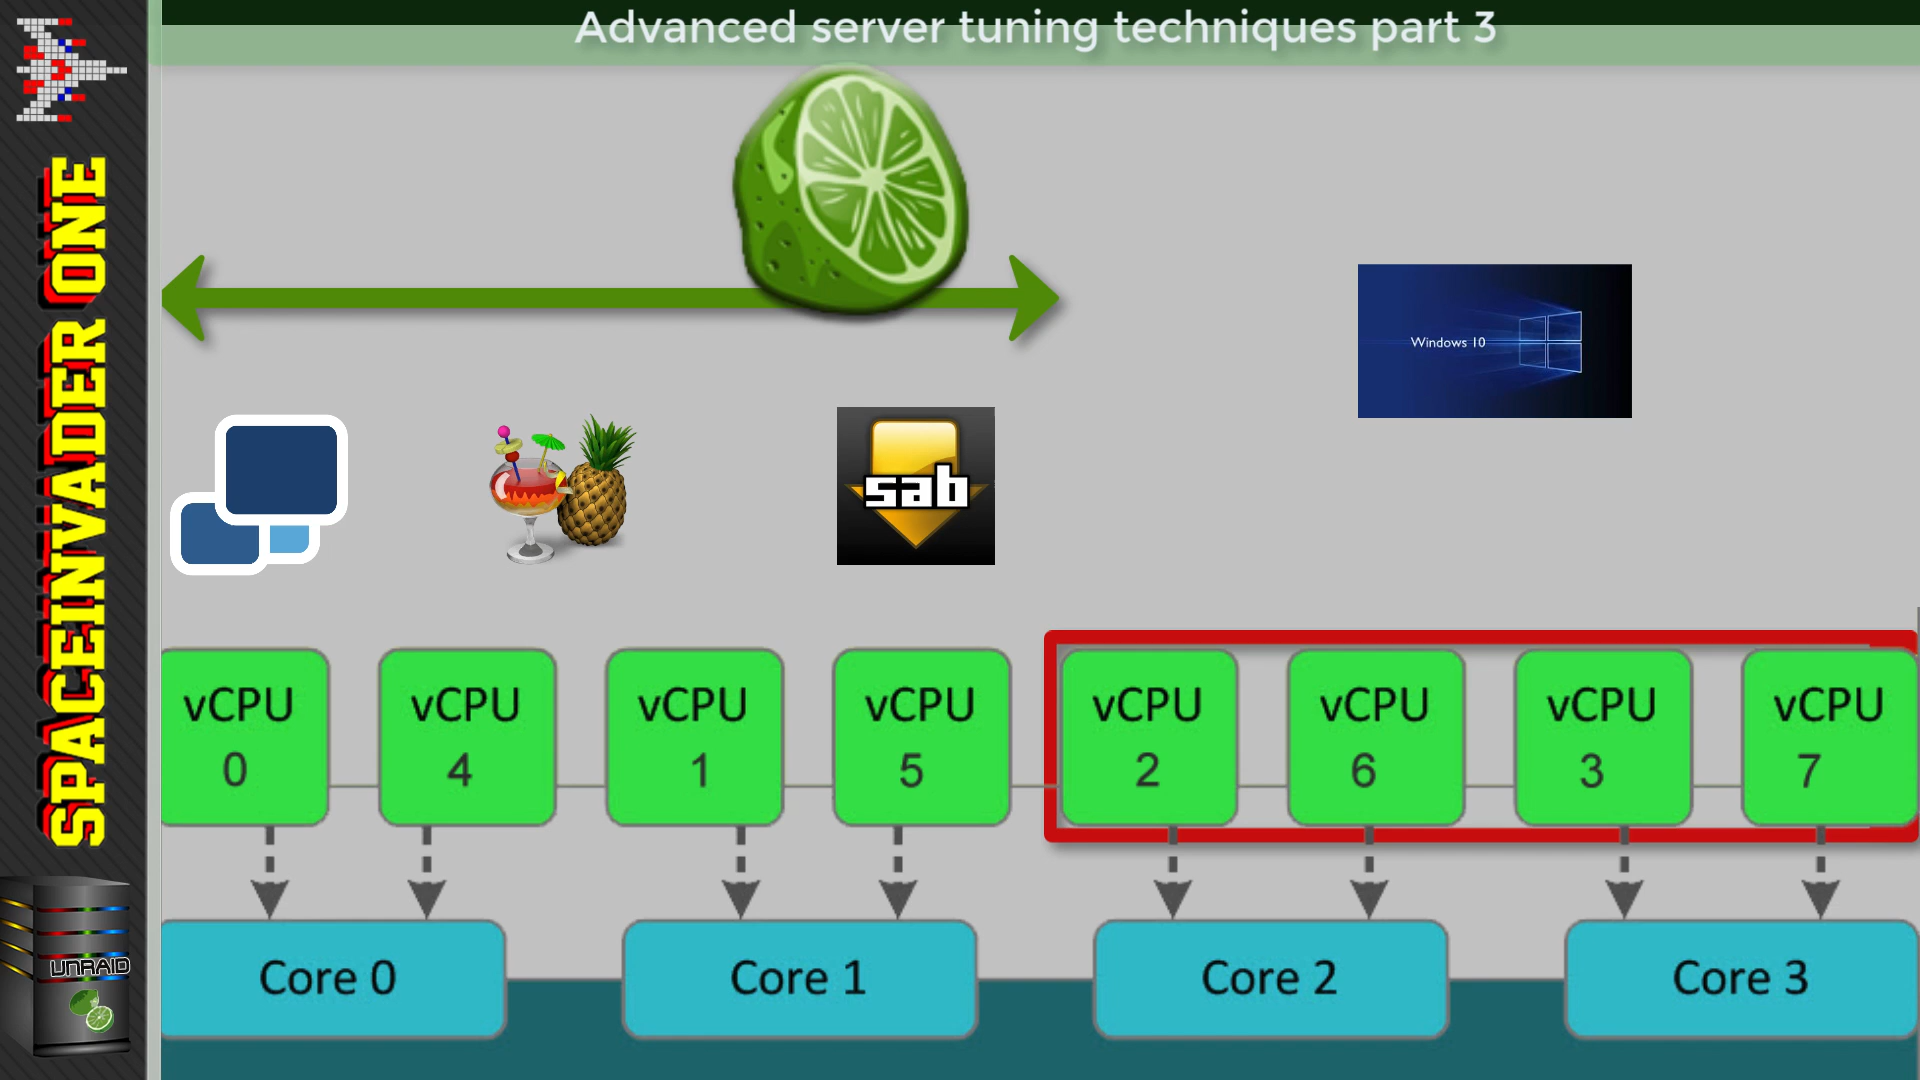 Advanced server tuning techniques part 3
SPACEINVADER ONE
Windows 10
sab
vCPU 0
vCPU 4
vCPU 1
vCPU 5
vCPU 2
vCPU 6
vCPU 3
vCPU 7
Core 0
Core 1
Core 2
Core 3
UNRAID